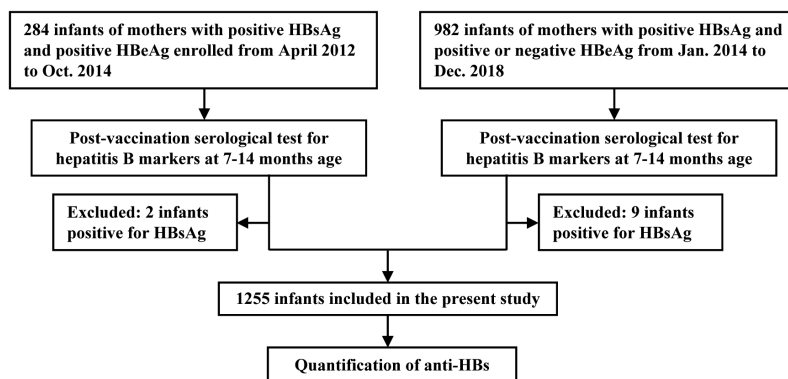 284 infants of mothers with positive HBsAg
and positive HBeAg enrolled from April 2012
to Oct. 2014
982 infants of mothers with positive HBsAg and
positive or negative HBeAg from Jan. 2014 to
Dec. 2018
Post-vaccination serological test for
hepatitis B markers at 7-14 months age
Post-vaccination serological test for
hepatitis B markers at 7-14 months age
Excluded: 2 infants
positive for HBsAg
Excluded: 9 infants
positive for HBsAg
1255 infants included in the present study
Quantification of anti-HBs